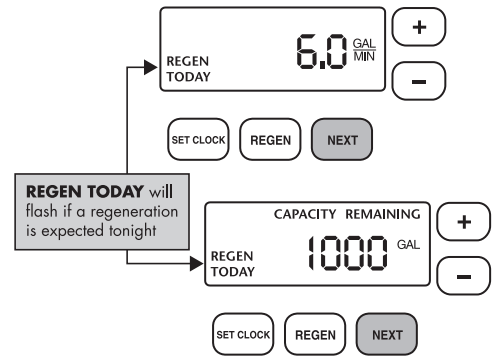 REGEN
TODAY
6.0 GAL
MIN
+
−
SET CLOCK
REGEN
NEXT
REGEN TODAY will
flash if a regeneration
is expected tonight
CAPACITY REMAINING
REGEN
TODAY
1000 GAL
+
−
SET CLOCK
REGEN
NEXT